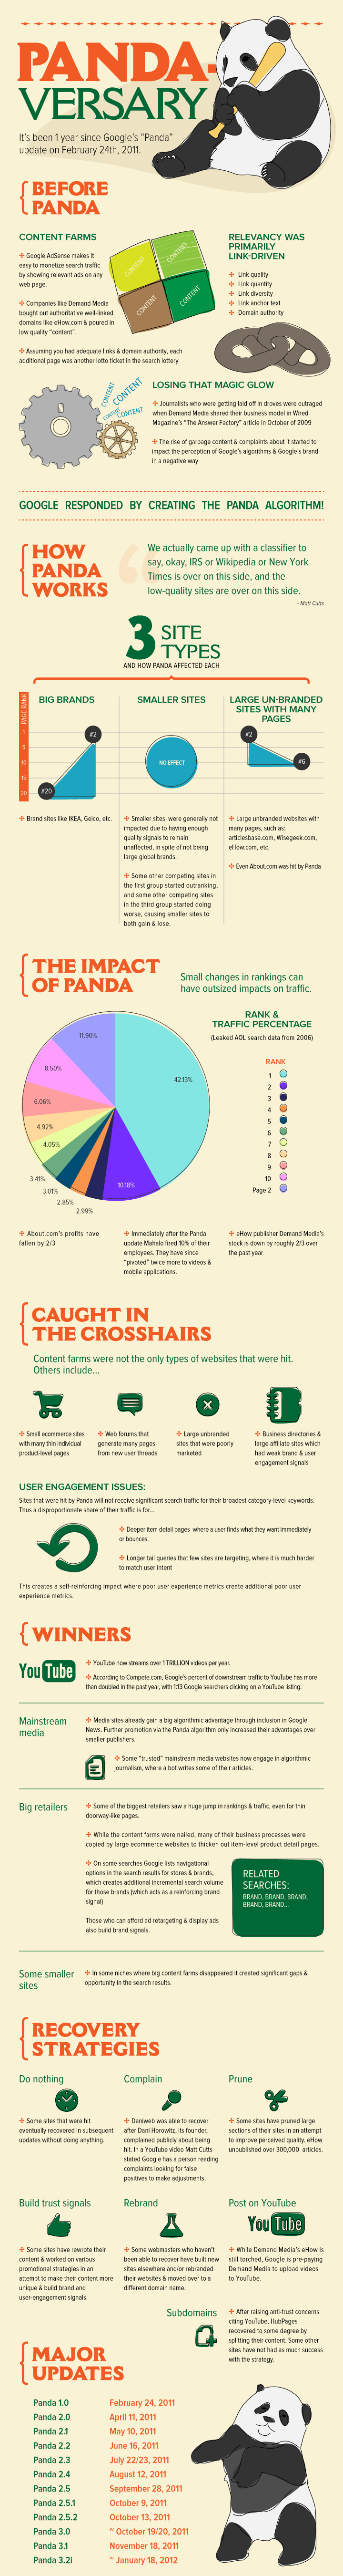 PANDA-
VERSARY
It's been 1 year since Google's "Panda"
update on February 24th, 2011.
BEFORE
PANDA
CONTENT FARMS
Google AdSense makes it
easy to monetize search traffic
by showing relevant ads on any
web page.
Companies like Demand Media
bought out authoritative well-linked
domains like eHow.com & poured in
low quality "content".
Assuming you had adequate links & domain authority, each
additional page was another lotto ticket in the search lottery
CONTENT
CONTENT
CONTENT
CONTENT
RELEVANCY WAS
PRIMARILY
LINK-DRIVEN
Link quality
Link quantity
Link diversity
Link anchor text
Domain authority
CONTENT
CONTENT
CONTENT
CONTENT
LOSING THAT MAGIC GLOW
Journalists who were getting laid off in droves were outraged
when Demand Media shared their business model in Wired
Magazine's "The Answer Factory" article in October of 2009
The rise of garbage content & complaints about it started to
impact the perception of Google's algorithms & Google's brand
in a negative way
GOOGLE RESPONDED BY CREATING THE PANDA ALGORITHM!
HOW
PANDA
WORKS
We actually came up with a classifier to
say, okay, IRS or Wikipedia or New York
Times is over on this side, and the
low-quality sites are over on this side.
- Matt Cutts
3 SITE
TYPES
AND HOW PANDA AFFECTED EACH
PAGE RANK
1
5
10
15
20
BIG BRANDS
#2
#20
SMALLER SITES
NO EFFECT
LARGE UN-BRANDED
SITES WITH MANY
PAGES
#2
#6
Brand sites like IKEA, Geico, etc.
Smaller sites were generally not
impacted due to having enough
quality signals to remain
unaffected, in spite of not being
large global brands.
Some other competing sites in
the first group started outranking,
and some other competing sites
in the third group started doing
worse, causing smaller sites to
both gain & lose.
Large unbranded websites with
many pages, such as:
articlesbase.com, Wisegeek.com,
eHow.com, etc.
Even About.com was hit by Panda
THE IMPACT
OF PANDA
Small changes in rankings can
have outsized impacts on traffic.
RANK &
TRAFFIC PERCENTAGE
(Leaked AOL search data from 2006)
RANK
1
2
3
4
5
6
7
8
9
10
Page 2
11.90%
8.50%
6.06%
4.92%
4.05%
3.41%
3.01%
2.85%
2.99%
10.18%
42.13%
About.com's profits have
fallen by 2/3
Immediately after the Panda
update Mahalo fired 10% of their
employees. They have since
"pivoted" twice more to videos &
mobile applications.
eHow publisher Demand Media's
stock is down by roughly 2/3 over
the past year
CAUGHT IN
THE CROSSHAIRS
Content farms were not the only types of websites that were hit.
Others include...
Small ecommerce sites
with many thin individual
product-level pages
Web forums that
generate many pages
from new user threads
Large unbranded
sites that were poorly
marketed
Business directories &
large affiliate sites which
had weak brand & user
engagement signals
USER ENGAGEMENT ISSUES:
Sites that were hit by Panda will not receive significant search traffic for their broadest category-level keywords.
Thus a disproportionate share of their traffic is for...
Deeper item detail pages where a user finds what they want immediately
or bounces.
Longer tail queries that few sites are targeting, where it is much harder
to match user intent
This creates a self-reinforcing impact where poor user experience metrics create additional poor user
experience metrics.
WINNERS
YouTube
YouTube now streams over 1 TRILLION videos per year.
According to Compete.com, Google's percent of downstream traffic to YouTube has more
than doubled in the past year, with 1:13 Google searchers clicking on a YouTube listing.
Mainstream
media
Media sites already gain a big algorithmic advantage through inclusion in Google
News. Further promotion via the Panda algorithm only increased their advantages over
smaller publishers.
Some "trusted" mainstream media websites now engage in algorithmic
journalism, where a bot writes some of their articles.
Big retailers
Some of the biggest retailers saw a huge jump in rankings & traffic, even for thin
doorway-like pages.
While the content farms were nailed, many of their business processes were
copied by large ecommerce websites to thicken out item-level product detail pages.
On some searches Google lists navigational
options in the search results for stores & brands,
which creates additional incremental search volume
for those brands (which acts as a reinforcing brand
signal)
Those who can afford ad retargeting & display ads
also build brand signals.
RELATED
SEARCHES:
BRAND, BRAND, BRAND,
BRAND, BRAND...
Some smaller
sites
In some niches where big content farms disappeared it created significant gaps &
opportunity in the search results.
RECOVERY
STRATEGIES
Do nothing
Some sites that were hit
eventually recovered in subsequent
updates without doing anything.
Complain
Daniweb was able to recover
after Dani Horowitz, its founder,
complained publicly about being
hit. In a YouTube video Matt Cutts
stated Google has a person reading
complaints looking for false
positives to make adjustments.
Prune
Some sites have pruned large
sections of their sites in an attempt
to improve perceived quality. eHow
unpublished over 300,000 articles.
Build trust signals
Some sites have rewrote their
content & worked on various
promotional strategies in an
attempt to make their content more
unique & build brand and
user-engagement signals.
Rebrand
Some webmasters who haven't
been able to recover have built new
sites elsewhere and/or rebranded
their websites & moved over to a
different domain name.
Post on YouTube
YouTube
While Demand Media's eHow is
still torched, Google is pre-paying
Demand Media to upload videos
to YouTube.
Subdomains
After raising anti-trust concerns
citing YouTube, HubPages
recovered to some degree by
splitting their content. Some other
sites have not had as much success
with the strategy.
MAJOR
UPDATES
Panda 1.0 February 24, 2011
Panda 2.0 April 11, 2011
Panda 2.1 May 10, 2011
Panda 2.2 June 16, 2011
Panda 2.3 July 22/23, 2011
Panda 2.4 August 12, 2011
Panda 2.5 September 28, 2011
Panda 2.5.1 October 9, 2011
Panda 2.5.2 October 13, 2011
Panda 3.0 ~ October 19/20, 2011
Panda 3.1 November 18, 2011
Panda 3.2i ~ January 18, 2012